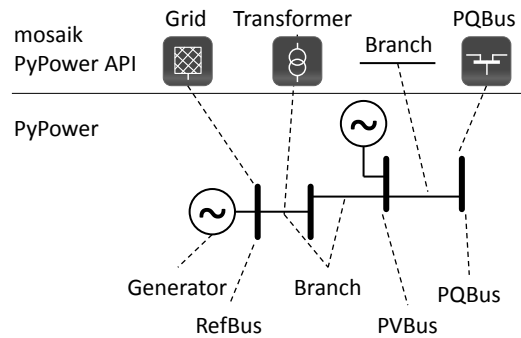 mosaik
PyPower API
Grid
Transformer
Branch
PQBus
PyPower
Generator
RefBus
Branch
PVBus
PQBus